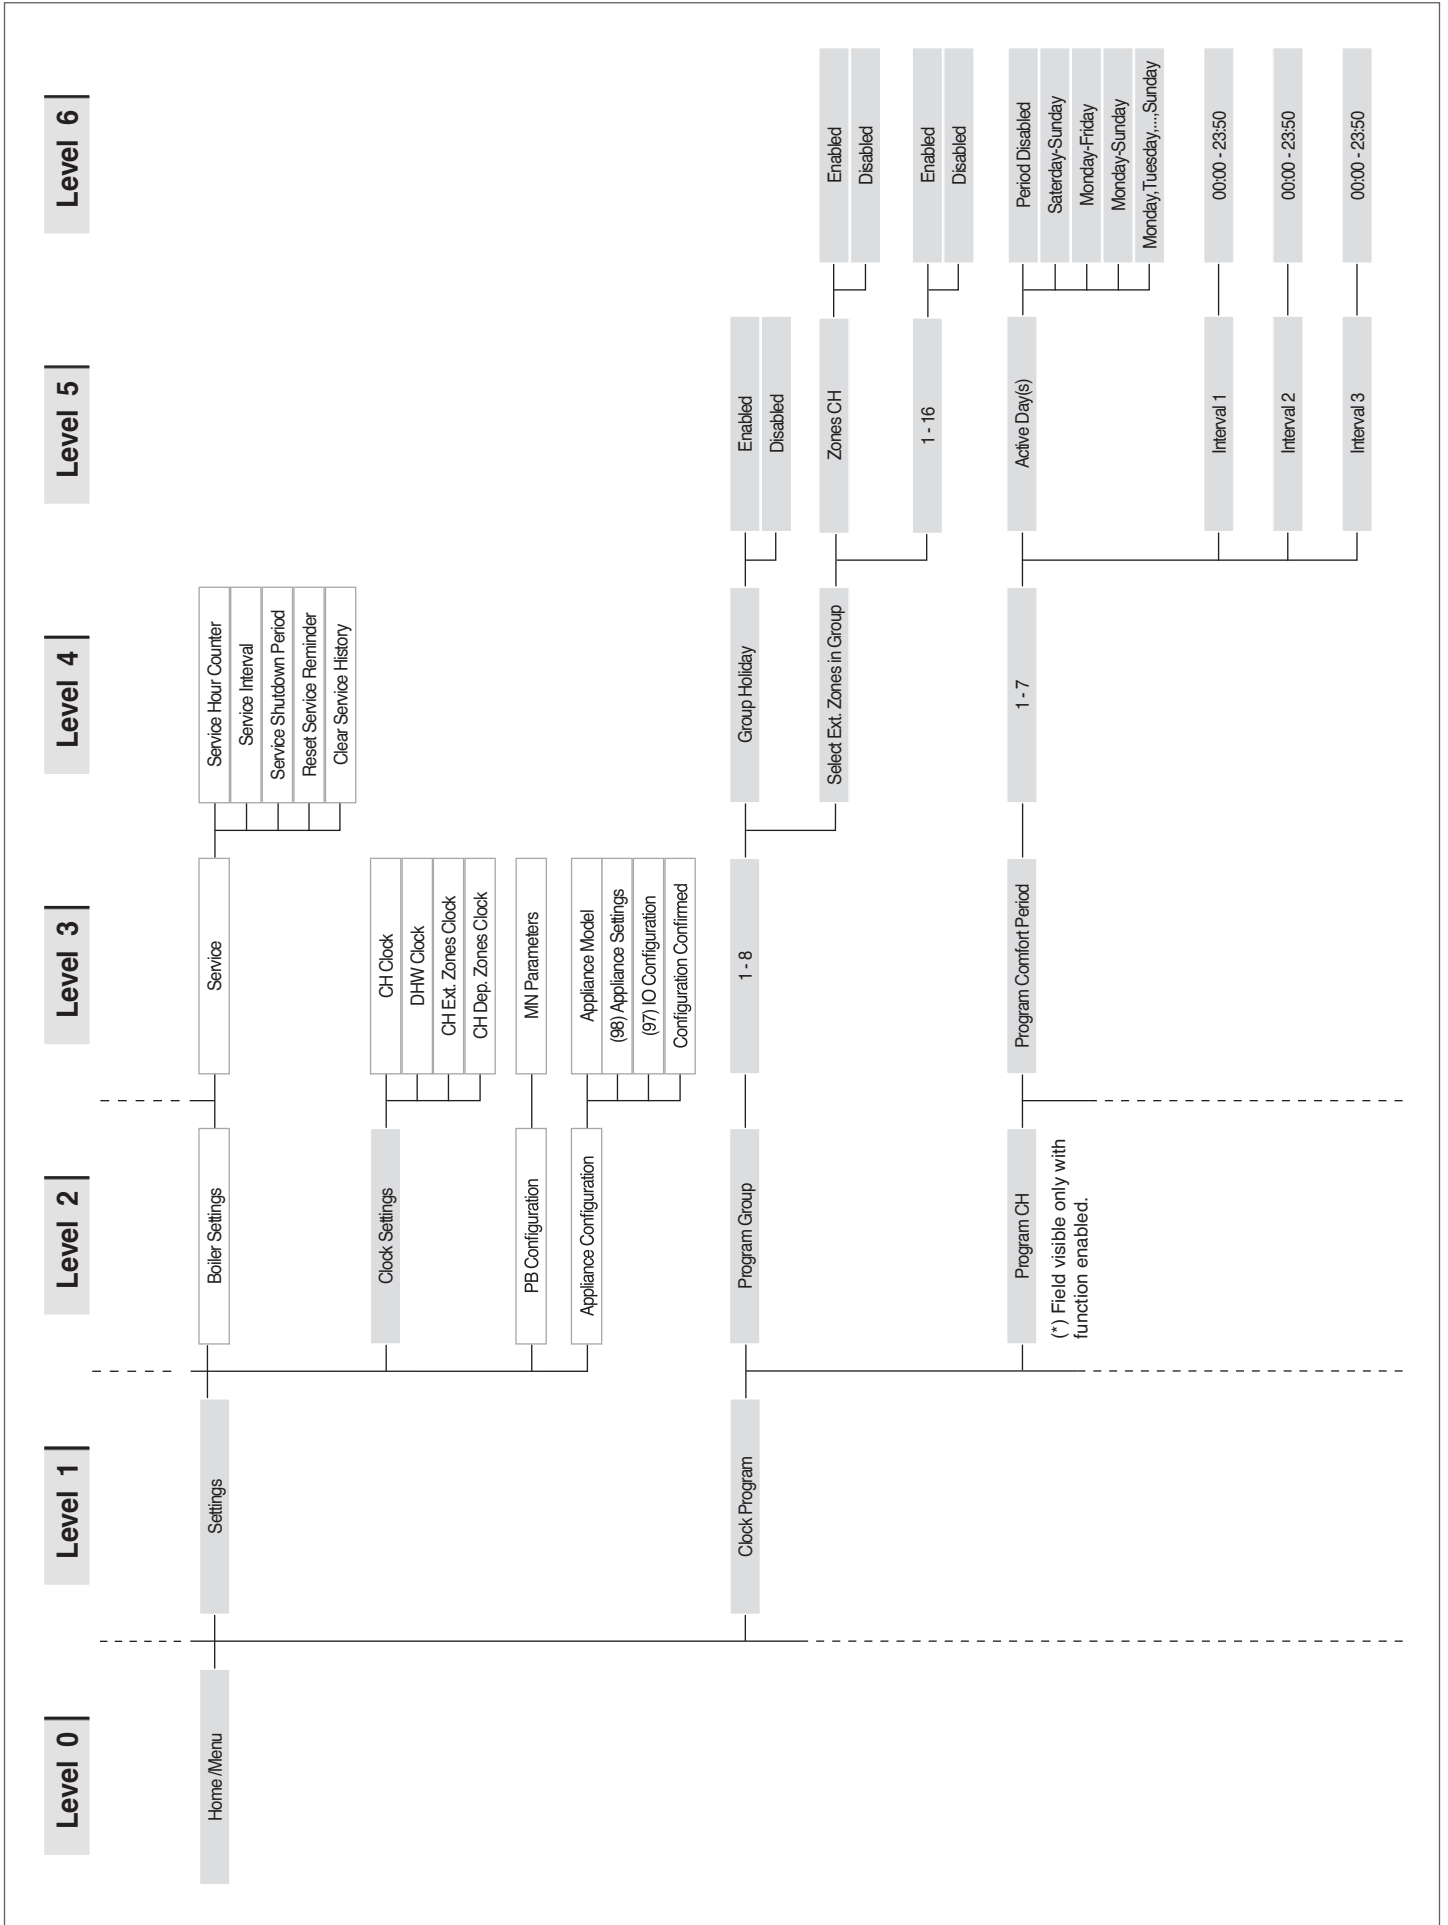 Level 0
Level 1
Level 2
Level 3
Level 4
Level 5
Level 6
Home /Menu
Settings
Boiler Settings
Service
Service Hour Counter
Service Interval
Service Shutdown Period
Reset Service Reminder
Clear Service History
Clock Settings
CH Clock
DHW Clock
CH Ext. Zones Clock
CH Dep. Zones Clock
PB Configuration
MN Parameters
Appliance Configuration
Appliance Model
(98) Appliance Settings
(97) IO Configuration
Configuration Confirmed
Clock Program
Program Group
1 - 8
Group Holiday
Enabled
Disabled
Select Ext. Zones in Group
Zones CH
Enabled
Disabled
1 - 16
Enabled
Disabled
Program CH
(*) Field visible only with
function enabled.
Program Comfort Period
1 - 7
Active Day(s)
Period Disabled
Saterday-Sunday
Monday-Friday
Monday-Sunday
Monday,Tuesday,...,Sunday
Interval 1
00:00 - 23:50
Interval 2
00:00 - 23:50
Interval 3
00:00 - 23:50